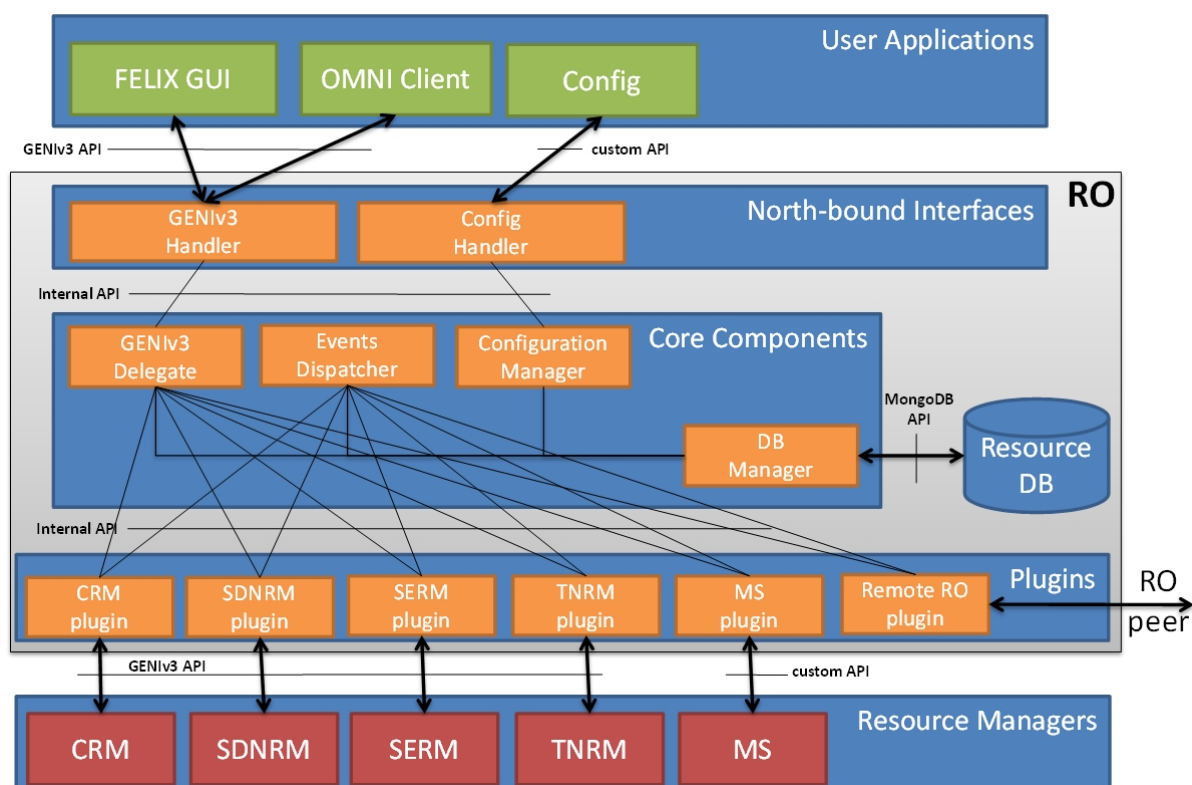 User Applications
FELIX GUI
OMNI Client
Config
GENIv3 API
custom API
RO
North-bound Interfaces
GENIv3
Handler
Config
Handler
Internal API
Core Components
GENIv3
Delegate
Events
Dispatcher
Configuration
Manager
MongoDB
API
DB
Manager
Resource
DB
Internal API
Plugins
CRM
plugin
SDNRM
plugin
SERM
plugin
TNRM
plugin
MS
plugin
Remote RO
plugin
RO
peer
GENIv3 API
custom API
Resource Managers
CRM
SDNRM
SERM
TNRM
MS